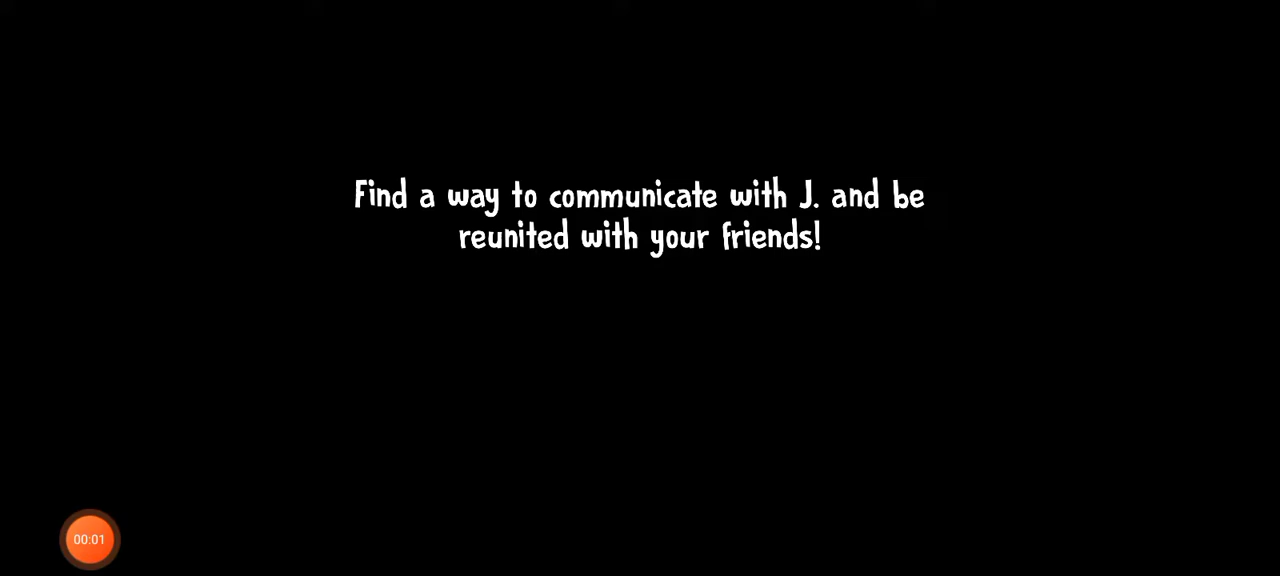 Find a way to communicate with J. and be
reunited with your friends!
00:01